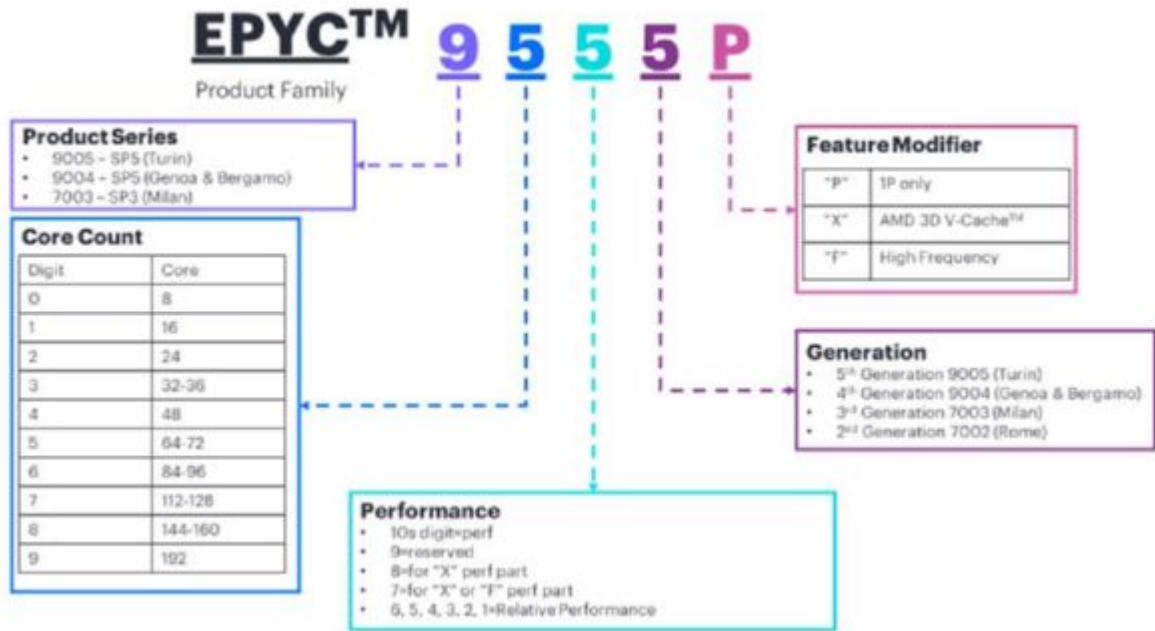 EPYC™ 9 5 5 5 P
Product Family
Product Series
• 9005 – SP5 (Turin)
• 9004 – SP5 (Genoa & Bergamo)
• 7003 – SP3 (Milan)
Core Count
Digit Core
0 8
1 16
2 24
3 32-36
4 48
5 64-72
6 84-96
7 112-128
8 144-160
9 192
Performance
• 10s digit=perf
• 9=reserved
• 8=for "X" perf part
• 7=for "X" or "F" perf part
• 6, 5, 4, 3, 2, 1=Relative Performance
Feature Modifier
"P" 1P only
"X" AMD 3D V-Cache™
"F" High Frequency
Generation
• 5th Generation 9005 (Turin)
• 4th Generation 9004 (Genoa & Bergamo)
• 3rd Generation 7003 (Milan)
• 2nd Generation 7002 (Rome)